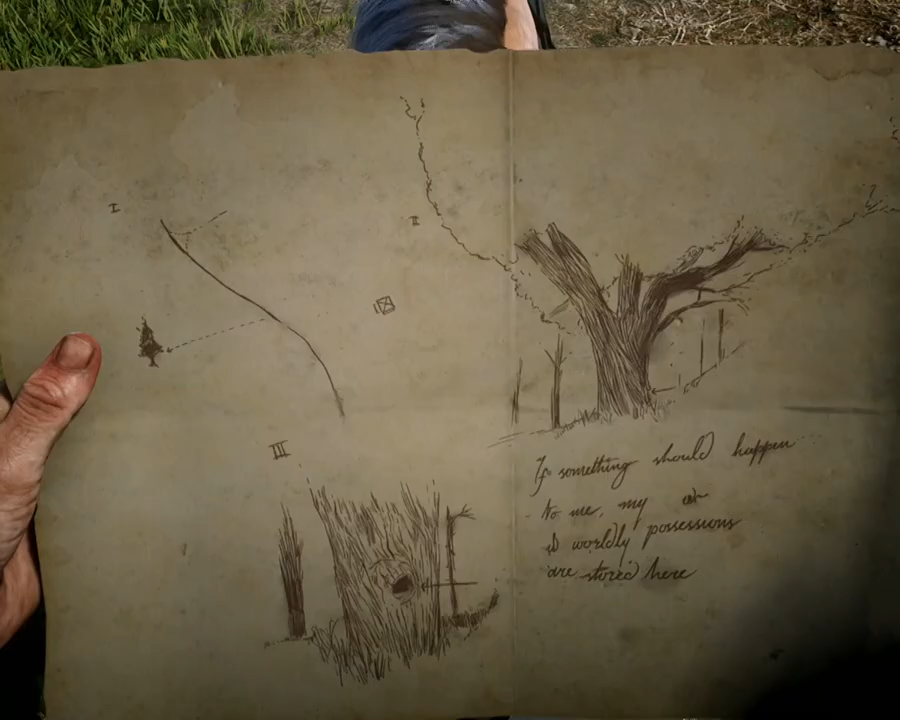 I
II
III
If something should happen
to me, my
worldly possessions
are stored here